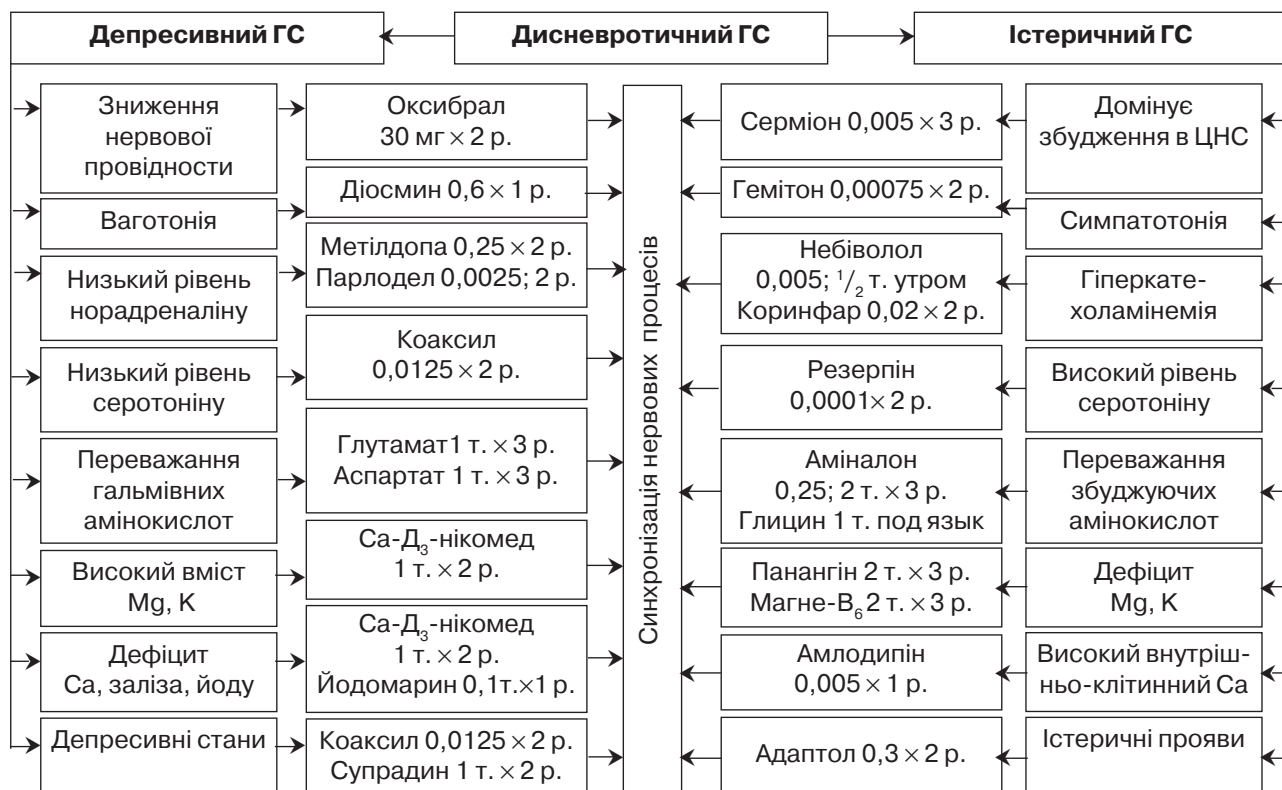 Депресивний ГС
Дисневротичний ГС
Істеричний ГС
Зниження
нервової
провідности
Оксибрал
30 мг × 2 р.
Серміон 0,005 × 3 р.
Домінує
збудження в ЦНС
Ваготонія
Діосмин 0,6 × 1 р.
Гемітон 0,00075 × 2 р.
Симпатотонія
Низький рівень
норадреналіну
Метілдопа 0,25 × 2 р.
Парлодел 0,0025; 2 р.
Небіволол
0,005; 1/2 т. утром
Коринфар 0,02 × 2 р.
Гіперкате-
холамінемія
Низький рівень
серотоніну
Коаксил
0,0125 × 2 р.
Резерпін
0,0001× 2 р.
Високий рівень
серотоніну
Переважання
гальмівних
амінокислот
Глутамат 1 т. × 3 р.
Аспартат 1 т. × 3 р.
Аміналон
0,25; 2 т. × 3 р.
Глицин 1 т. под язык
Переважання
збуджуючих
амінокислот
Високий вміст
Mg, K
Са-Д₃-нікомед
1 т. × 2 р.
Панангін 2 т. × 3 р.
Магне-В₆ 2 т. × 3 р.
Дефіцит
Mg, K
Дефіцит
Са, заліза, йоду
Са-Д₃-нікомед
1 т. × 2 р.
Йодомарин 0,1т.×1 р.
Амлодипін
0,005 × 1 р.
Високий внутріш-
ньо-клітинний Са
Депресивні стани
Коаксил 0,0125 × 2 р.
Супрадин 1 т. × 2 р.
Адаптол 0,3 × 2 р.
Істеричні прояви
Синхронізація нервових процесів